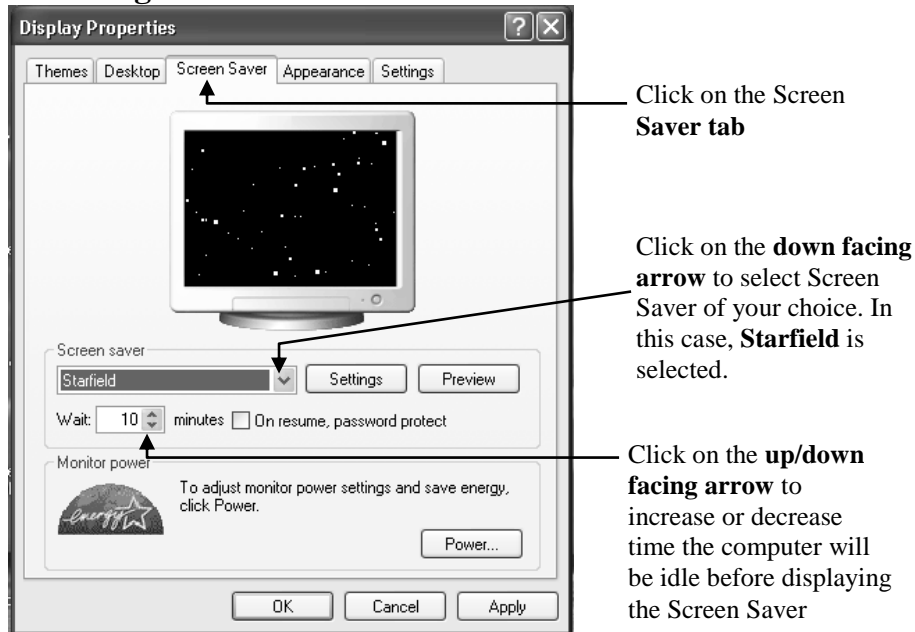 Display Properties
Themes Desktop Screen Saver Appearance Settings
Click on the Screen
Saver tab
Click on the down facing
arrow to select Screen
Saver of your choice. In
this case, Starfield is
selected.
Screen saver
Starfield Settings Preview
Wait: 10 minutes On resume, password protect
Click on the up/down
facing arrow to
increase or decrease
time the computer will
be idle before displaying
the Screen Saver
Monitor power
energy
To adjust monitor power settings and save energy,
click Power.
Power...
OK Cancel Apply